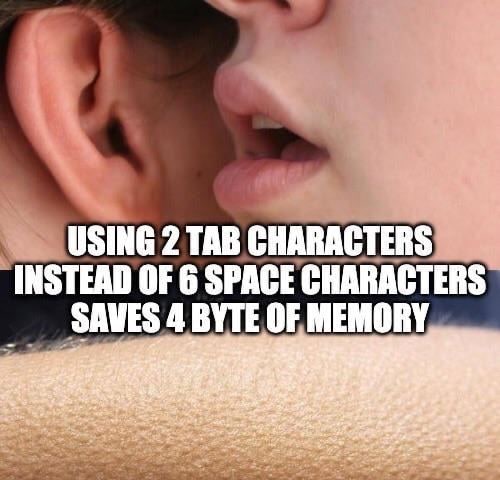 USING 2 TAB CHARACTERS
INSTEAD OF 6 SPACE CHARACTERS
SAVES 4 BYTE OF MEMORY